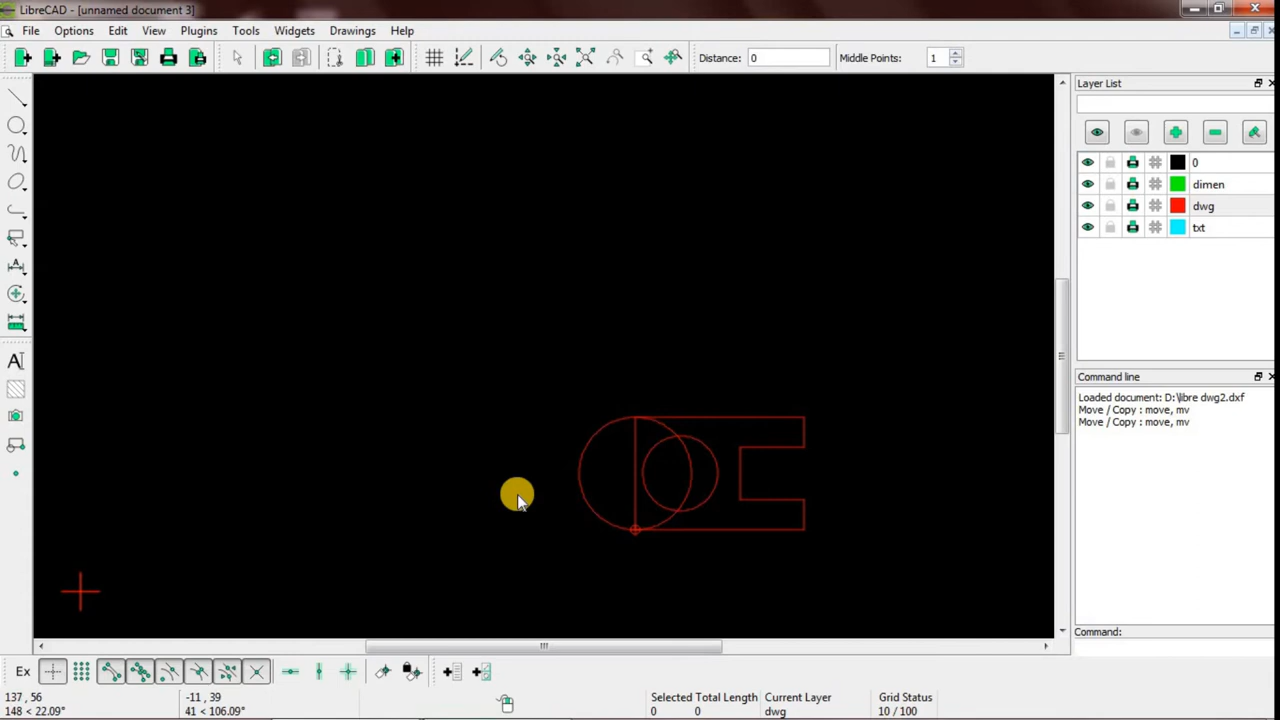 LibreCAD - [unnamed document 3]
File Options Edit View Plugins Tools Widgets Drawings Help
Distance: 0 Middle Points: 1
Layer List
0
dimen
dwg
txt
Command line
Loaded document: D:\libre dwg2.dxf
Move / Copy : move, mv
Move / Copy : move, mv
Command:
Ex
137 , 56 -11 , 39 Selected Total Length Current Layer Grid Status
148 < 22.09° 41 < 106.09° 0 0 dwg 10 / 100